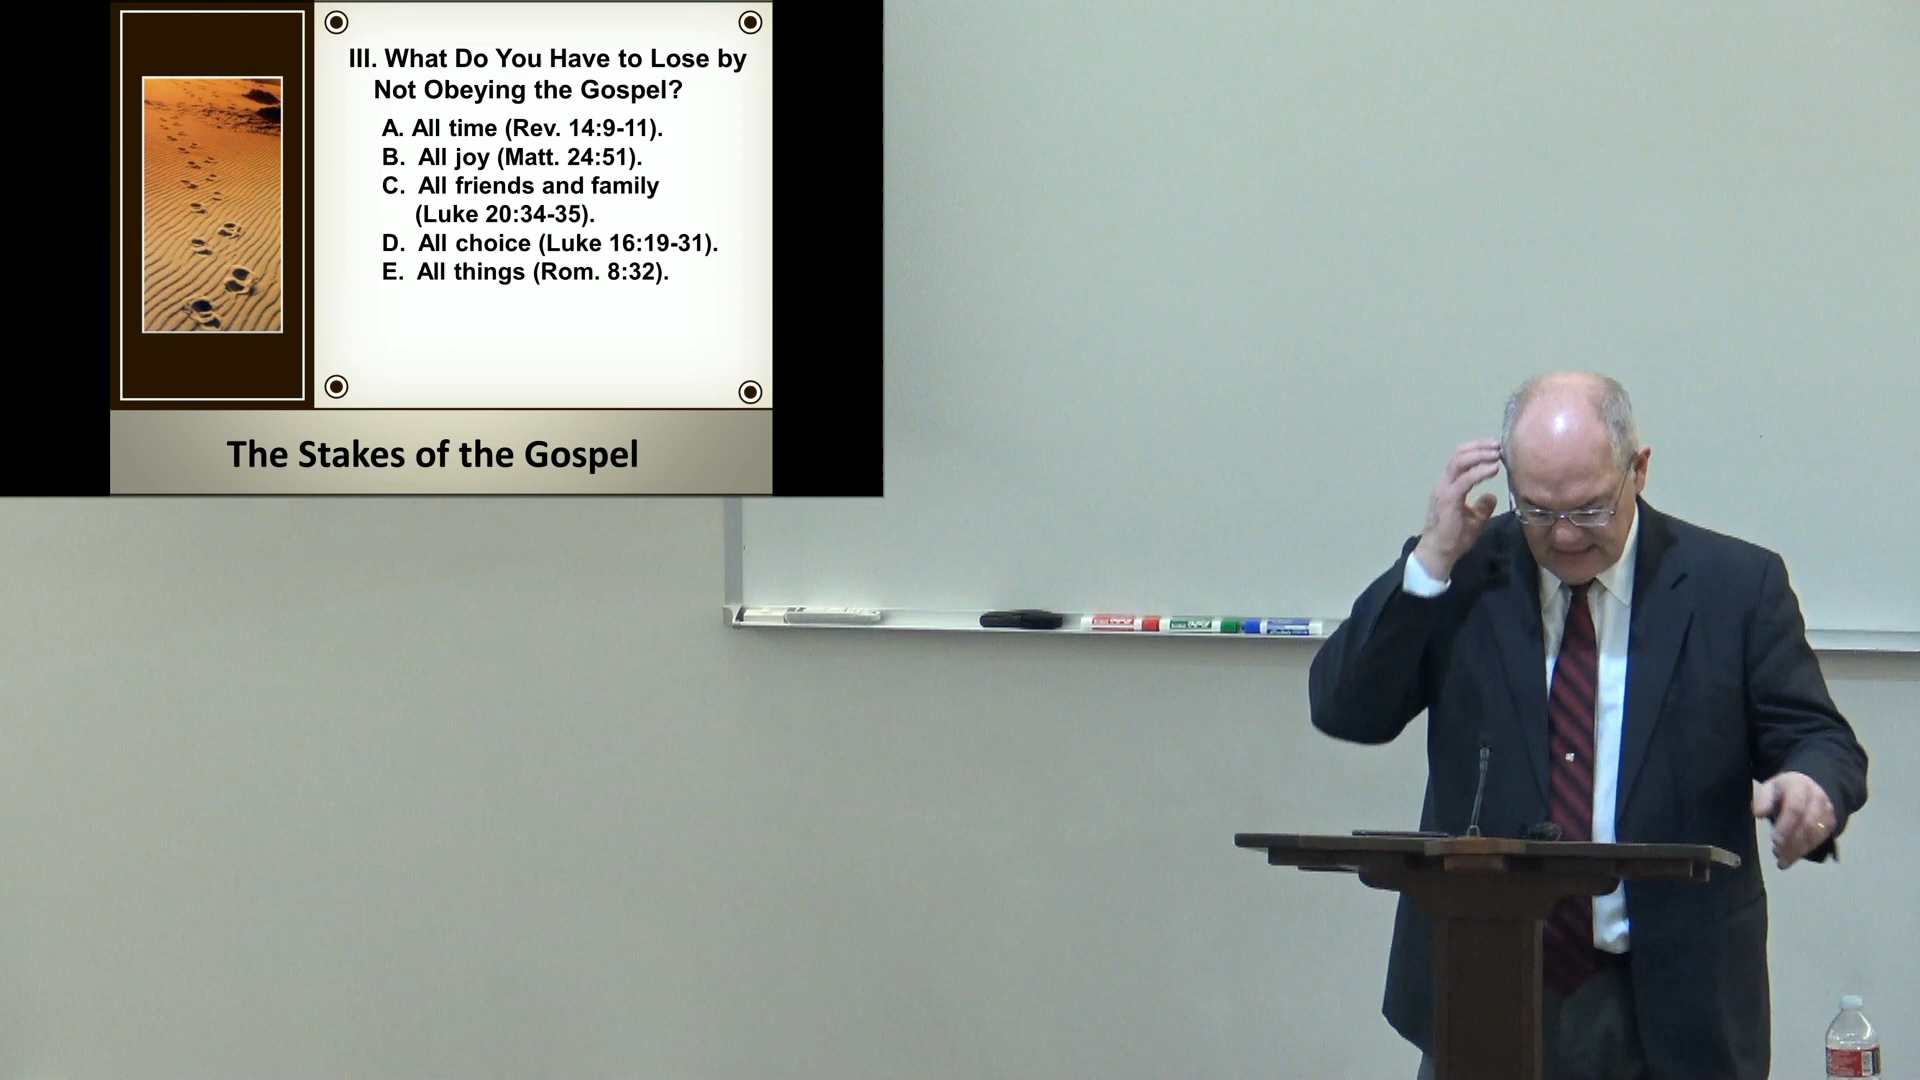 III. What Do You Have to Lose by
Not Obeying the Gospel?
A. All time (Rev. 14:9-11).
B. All joy (Matt. 24:51).
C. All friends and family
(Luke 20:34-35).
D. All choice (Luke 16:19-31).
E. All things (Rom. 8:32).
The Stakes of the Gospel